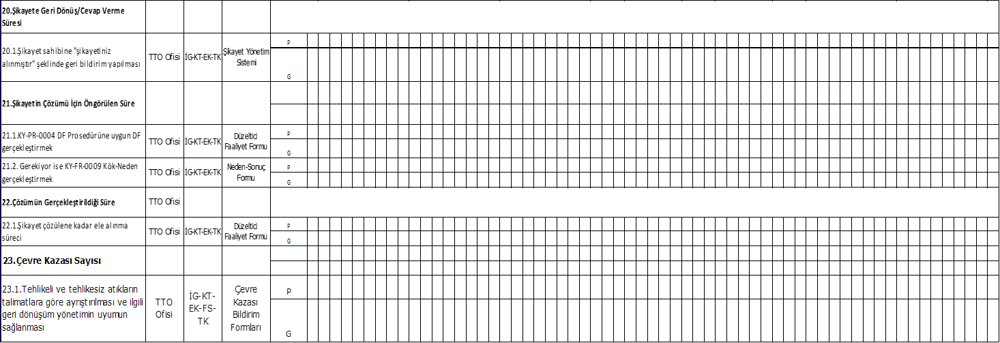 20.Şikayete Geri Dönüş/Cevap Verme
Süresi
20.1.Şikayet sahibine "şikayetiniz
alınmıştır" şeklinde geri bildirim yapılması
TTO Ofisi
İG-KT-EK-TK
Şikayet Yönetim
Sistemi
P
G
21.Şikayetin Çözümü İçin Öngörülen Süre
21.1.KY-PR-0004 DF Prosedürüne uygun DF
gerçekleştirmek
TTO Ofisi
İG-KT-EK-TK
Düzeltici
Faaliyet Formu
P
G
21.2. Gerekiyor ise KY-FR-0009 Kök-Neden
gerçekleştirmek
TTO Ofisi
İG-KT-EK-TK
Neden-Sonuç
Formu
P
G
22.Çözümün Gerçekleştirildiği Süre
TTO Ofisi
22.1.Şikayet çözülene kadar ele alınma
süreci
TTO Ofisi
İG-KT-EK-TK
Düzeltici
Faaliyet Formu
P
G
23.Çevre Kazası Sayısı
23.1.Tehlikeli ve tehlikesiz atıkların
talimatlara göre ayrıştırılması ve ilgili
geri dönüşüm yönetimin uyumun
sağlanması
TTO
Ofisi
İG-KT-
EK-FS-
TK
Çevre
Kazası
Bildirim
Formları
P
G